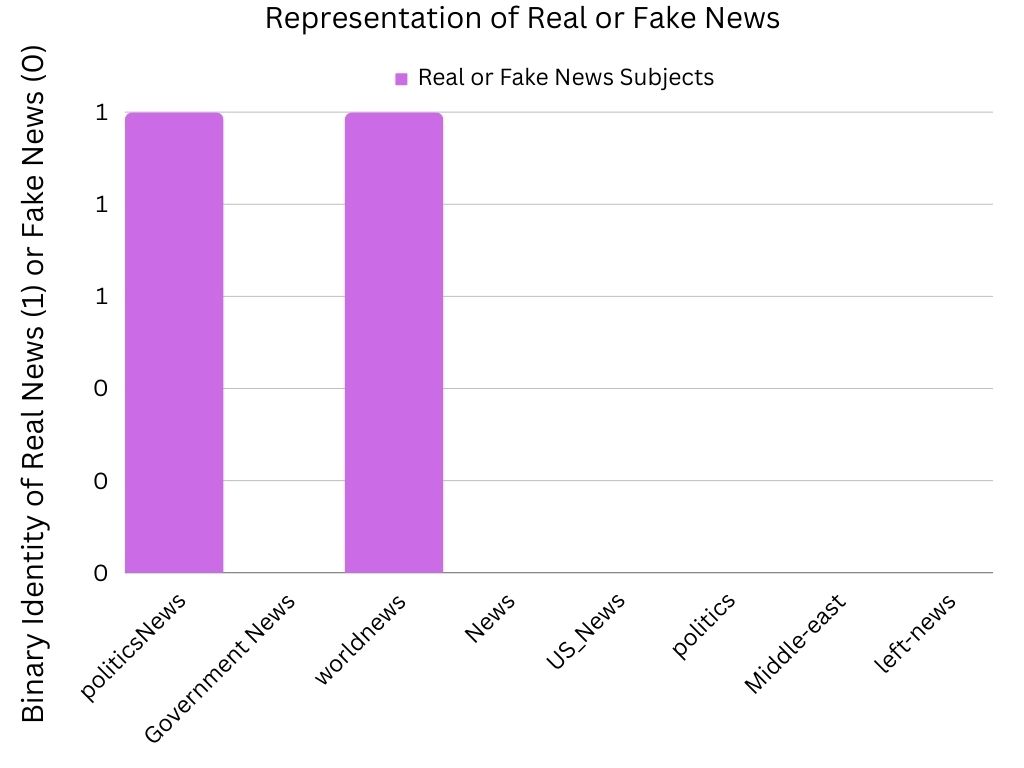 Representation of Real or Fake News
Real or Fake News Subjects
Binary Identity of Real News (1) or Fake News (0)
1
1
1
0
0
0
politicsNews
Government News
worldnews
News
US_News
politics
Middle-east
left-news